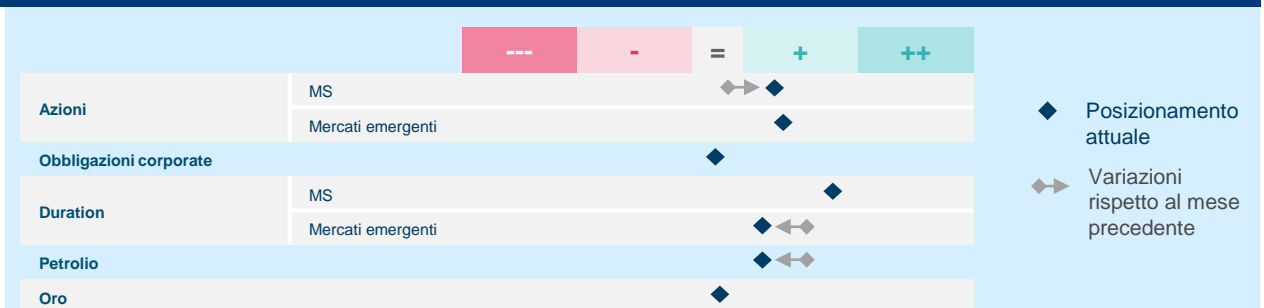 --- - = + ++
Azioni
MS
Mercati emergenti
Obbligazioni corporate
Duration
MS
Mercati emergenti
Petrolio
Oro
Posizionamento
attuale
Variazioni
rispetto al mese
precedente